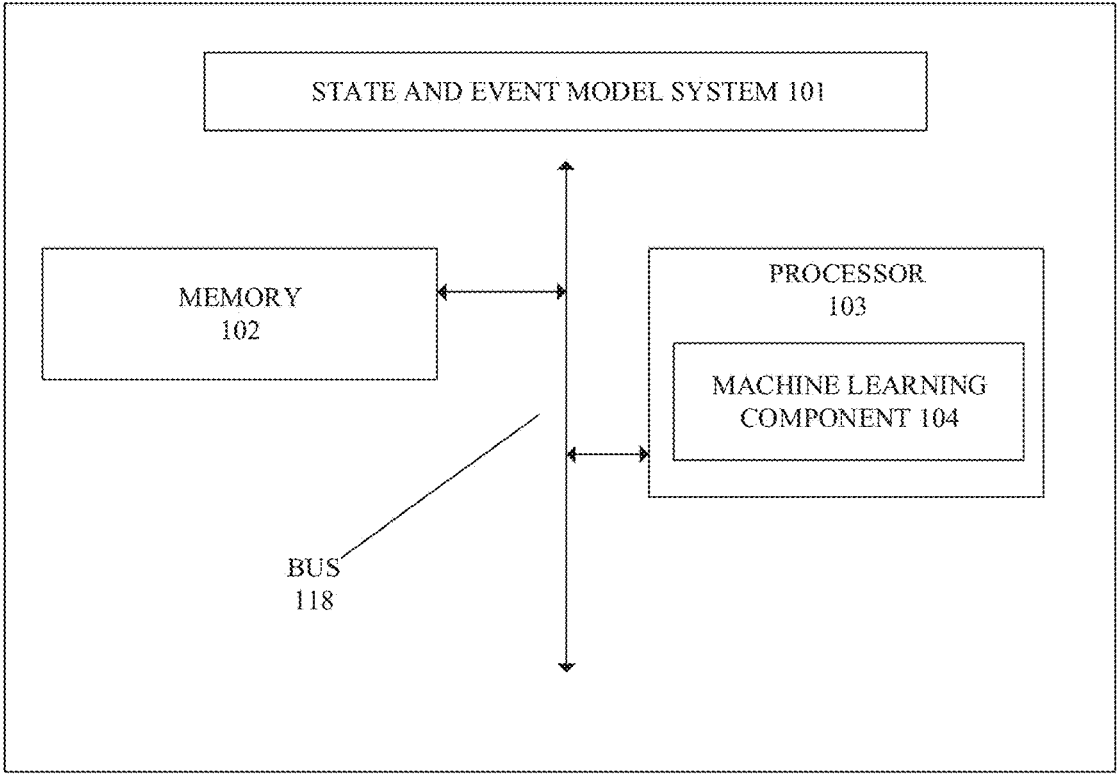 STATE AND EVENT MODEL SYSTEM 101
MEMORY
102
PROCESSOR
103
MACHINE LEARNING
COMPONENT 104
BUS
118